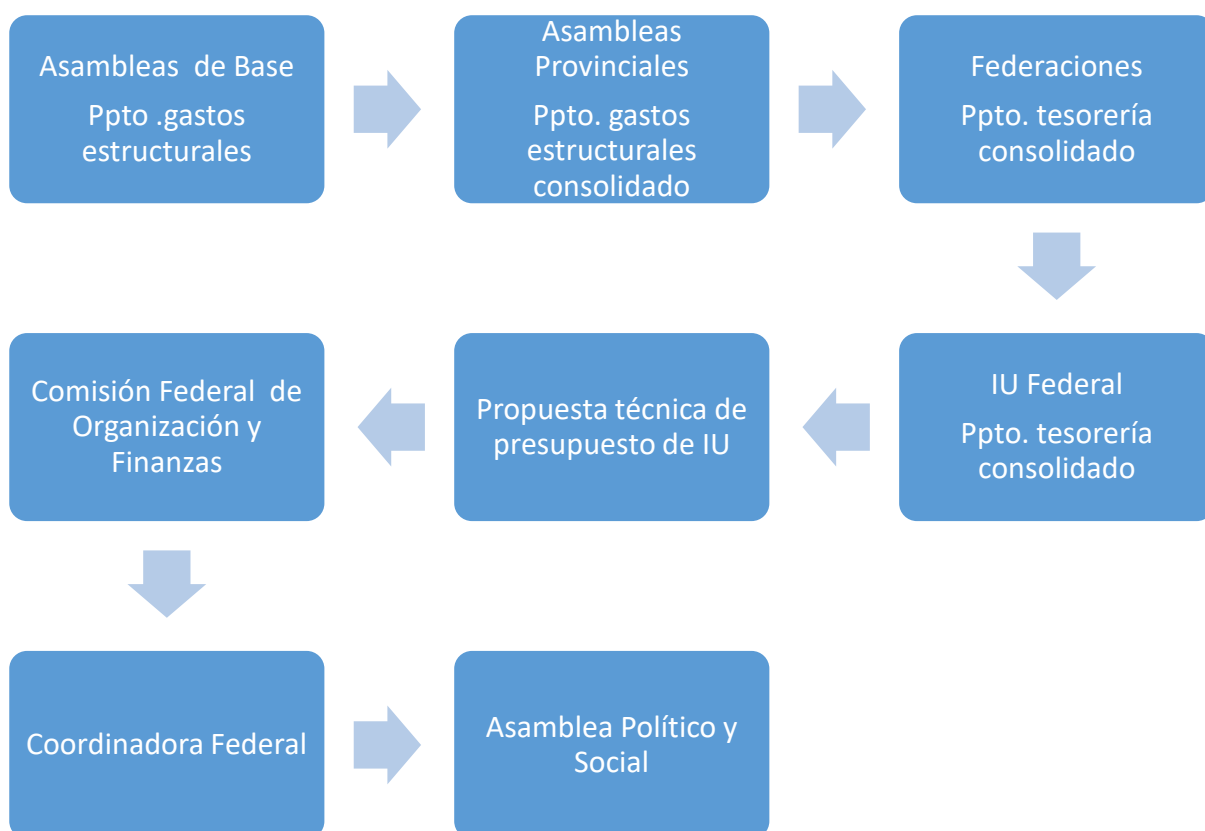 Asambleas de Base
Ppto .gastos
estructurales
Asambleas
Provinciales
Ppto. gastos
estructurales
consolidado
Federaciones
Ppto. tesorería
consolidado
IU Federal
Ppto. tesorería
consolidado
Propuesta técnica de
presupuesto de IU
Comisión Federal de
Organización y
Finanzas
Coordinadora Federal
Asamblea Político y
Social